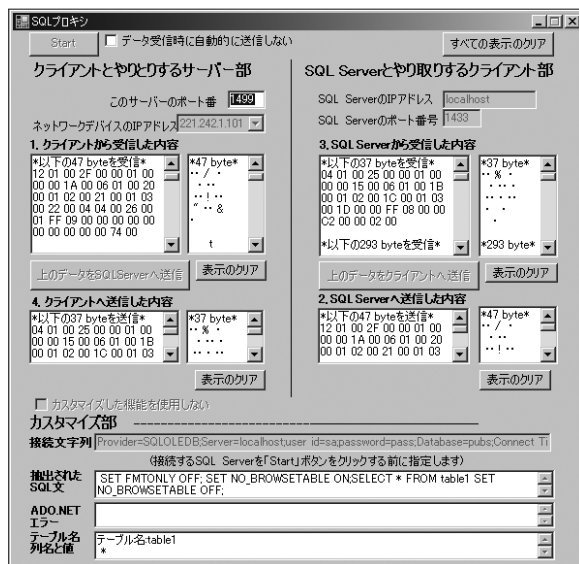 SQLプロキシ
Start
データ受信時に自動的に送信しない
すべての表示のクリア
クライアントとやりとりするサーバー部
このサーバーのポート番
1499
ネットワークデバイスのIPアドレス
221.242.1.101
1. クライアントから受信した内容
*以下の47 byteを受信*
12 01 00 2F 00 00 01 00
00 00 1A 00 06 01 00 20
00 01 02 00 21 00 01 03
00 22 00 04 04 00 26 00
01 FF 09 00 00 00 00 00
00 00 00 00 00 74 00
*47 byte*
·· / ·
· ··
·· ! ··
" ·· &
·
t
上のデータをSQLServerへ送信
表示のクリア
4. クライアントへ送信した内容
*以下の37 byteを送信*
04 01 00 25 00 00 01 00
00 00 15 00 06 01 00 1B
00 01 02 00 1C 00 01 03
*37 byte*
·· % ·
· ··
·· ··
表示のクリア
SQL Serverとやり取りするクライアント部
SQL ServerのIPアドレス
localhost
SQL Serverのポート番号
1433
3. SQL Serverから受信した内容
*以下の37 byteを受信*
04 01 00 25 00 00 01 00
00 00 15 00 06 01 00 1B
00 01 02 00 1C 00 01 03
00 1D 00 00 FF 08 00 00
C2 00 00 02 00
*以下の293 byteを受信*
*37 byte*
·· % ·
· ··
·· ··
·
·
*293 byte*
上のデータをクライアントへ送信
表示のクリア
2. SQL Serverへ送信した内容
*以下の47 byteを送信*
12 01 00 2F 00 00 01 00
00 00 1A 00 06 01 00 20
00 01 02 00 21 00 01 03
*47 byte*
·· / ·
· ··
·· ! ··
表示のクリア
カスタマイズした機能を使用しない
カスタマイズ部 --------------------
接続文字列
Provider=SQLOLEDB;Server=localhost;user id=sa;password=pass;Database=pubs;Connect Ti
(接続するSQL Serverを「Start」ボタンをクリックする前に指定します)
抽出された
SQL文
SET FMTONLY OFF; SET NO_BROWSETABLE ON;SELECT * FROM table1 SET
NO_BROWSETABLE OFF;
ADO.NET
エラー
テーブル名
列名と値
テーブル名:table1
*